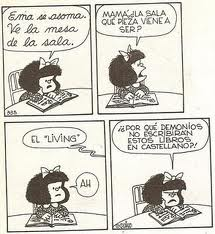 Ema se asoma.
Ve la mesa
de la sala.
MAMÁ ¿LA SALA
QUÉ PIEZA VIENE A
SER?
EL "LIVING"
AH
¿¡POR QUÉ DEMONIOS
NO ESCRIBIRÁN
ESTOS LIBROS
EN CASTELLANO?!